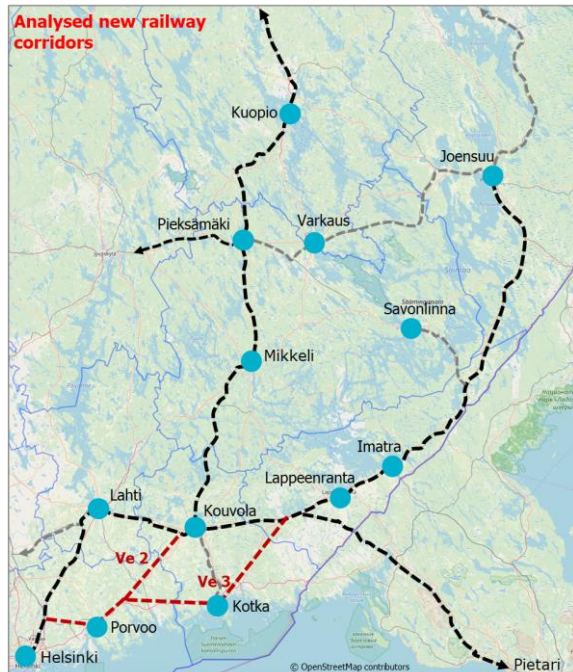 Analysed new railway
corridors
Kuopio
Joensuu
Pieksämäki
Varkaus
Savonlinna
Mikkeli
Imatra
Lappeenranta
Lahti
Kouvola
Ve 2
Ve 3
Kotka
Porvoo
Helsinki
© OpenStreetMap contributors
Pietari